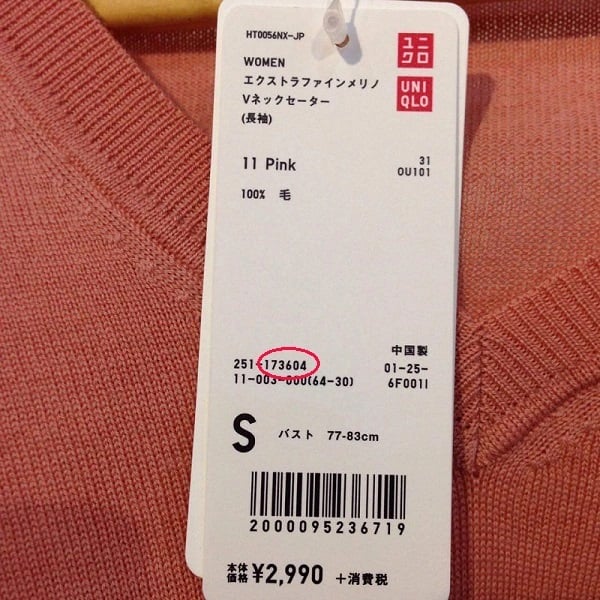 HT0056NX-JP
ユニ
クロ
WOMEN
エクストラファインメリノ
Vネックセーター
(長袖)
UNI
QLO
11 Pink
31
OU101
100% 毛
中国製
251-173604
01-25-
11-003-000(64-30)
6F001I
S バスト 77-83cm
2000095236719
本体
価格 ¥2,990 +消費税